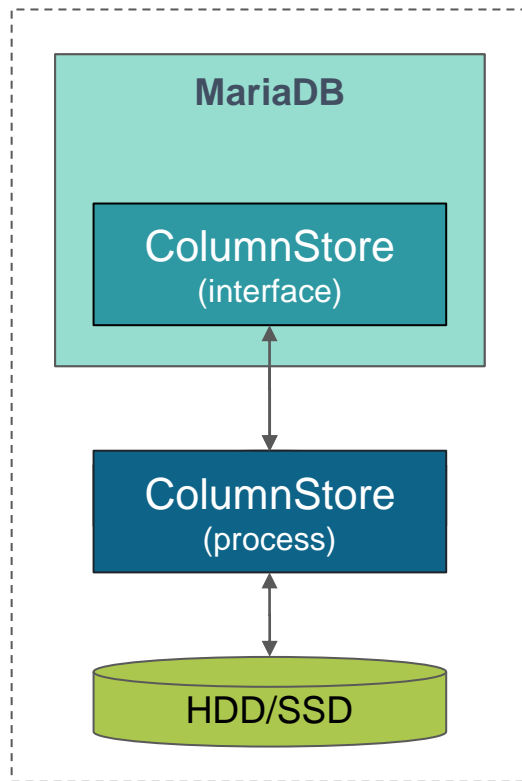 MariaDB
ColumnStore
(interface)
ColumnStore
(process)
HDD/SSD